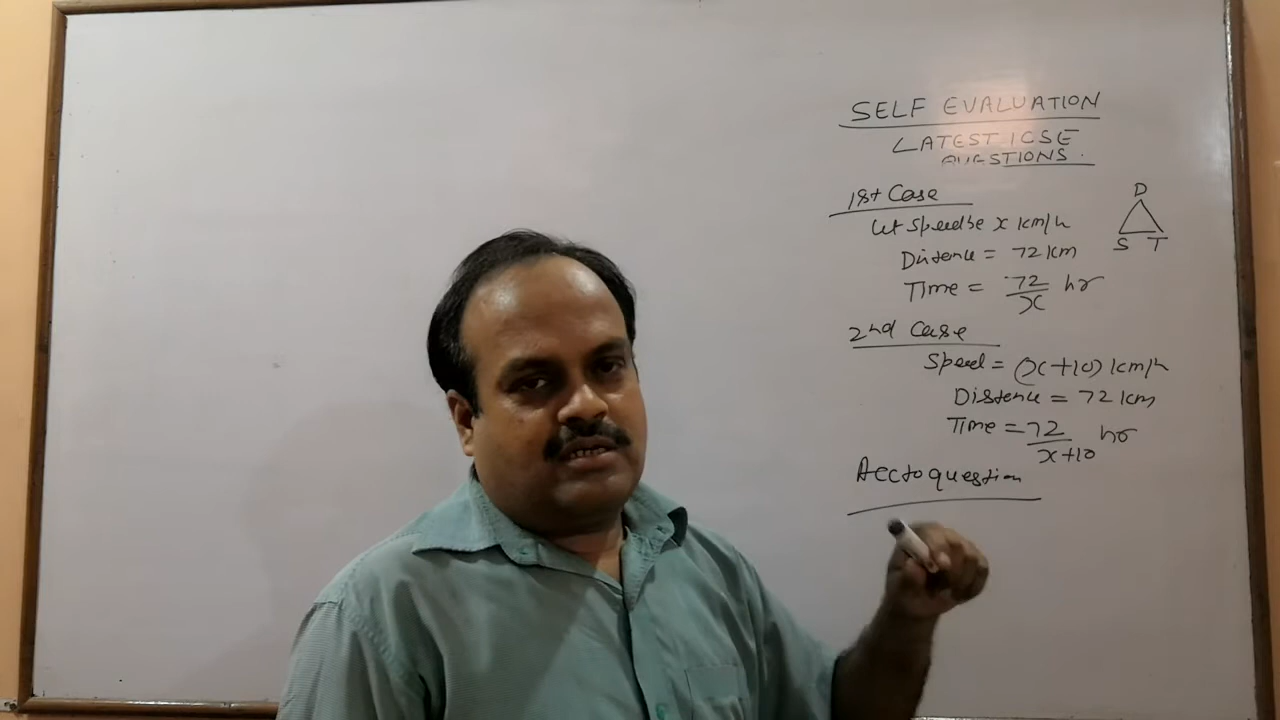 SELF EVALUATION
LATEST ICSE
QUESTIONS.
1st Case
D
let speed be x km/h
S T
Distance = 72 km
Time = 72/x hr
2nd Case
Speed = (x+10) km/h
Distance = 72 km
Time = 72/x+10 hr
Acc to question